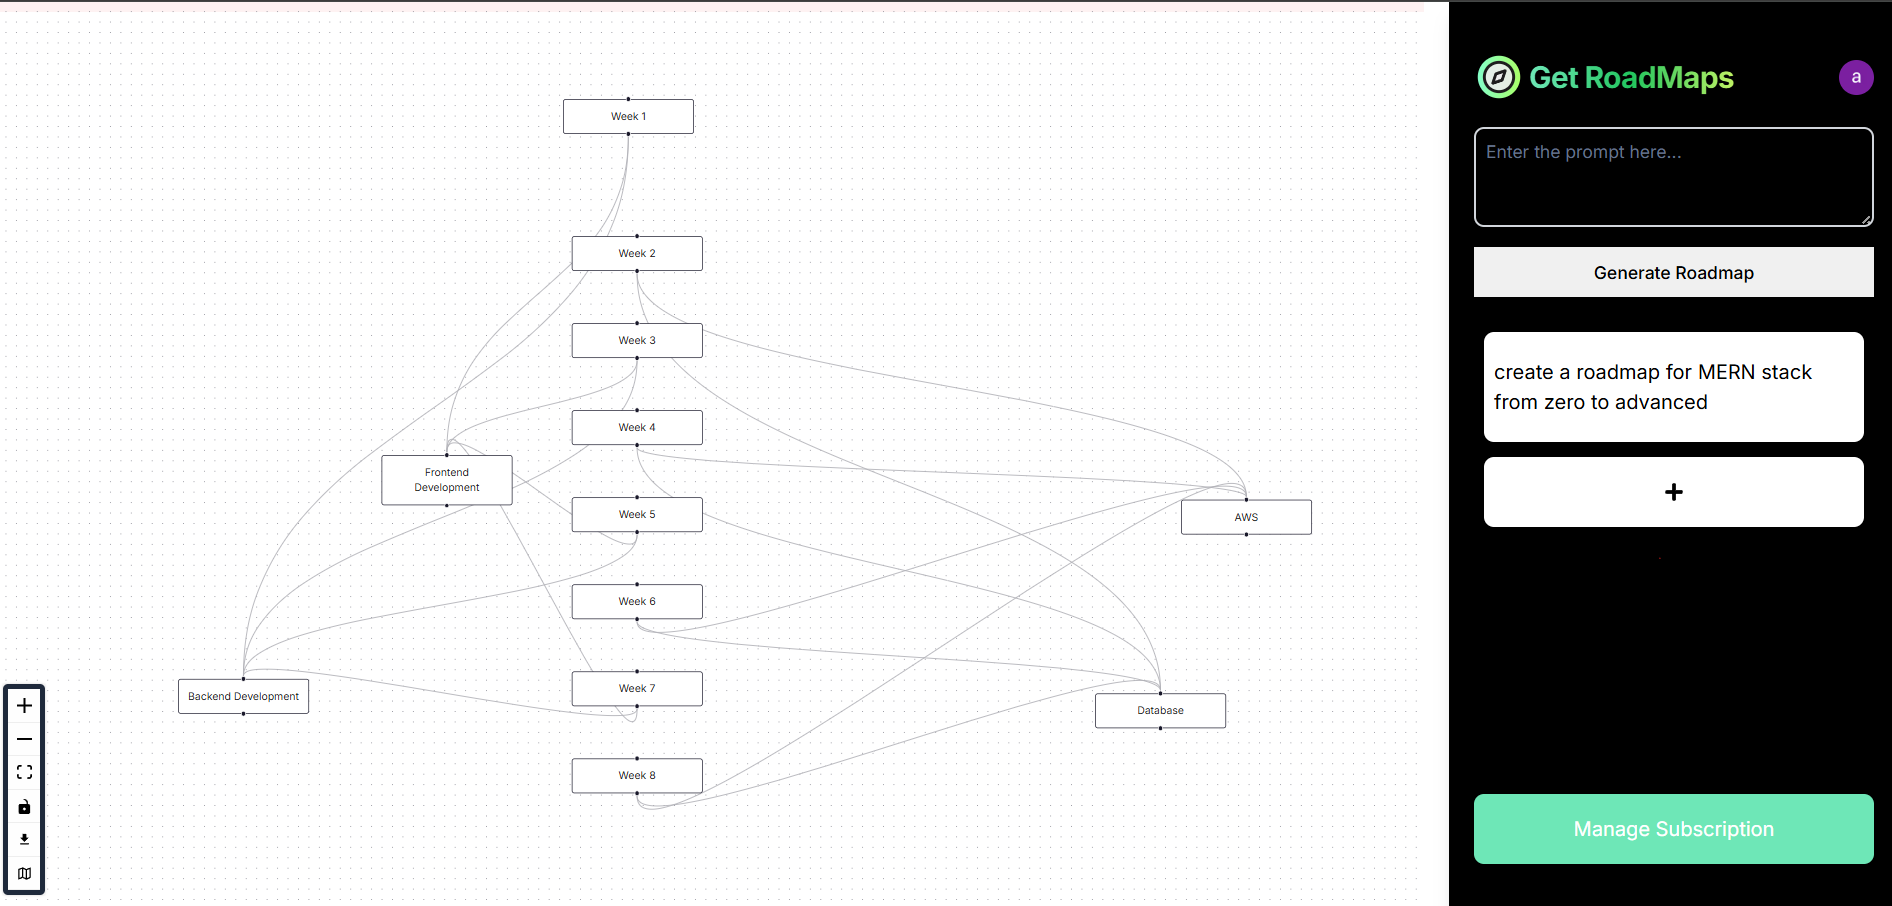 Week 1
Week 2
Week 3
Week 4
Frontend
Development
Week 5
AWS
Week 6
Week 7
Backend Development
Database
Week 8
Get RoadMaps
a
Enter the prompt here...
Generate Roadmap
create a roadmap for MERN stack
from zero to advanced
+
Manage Subscription